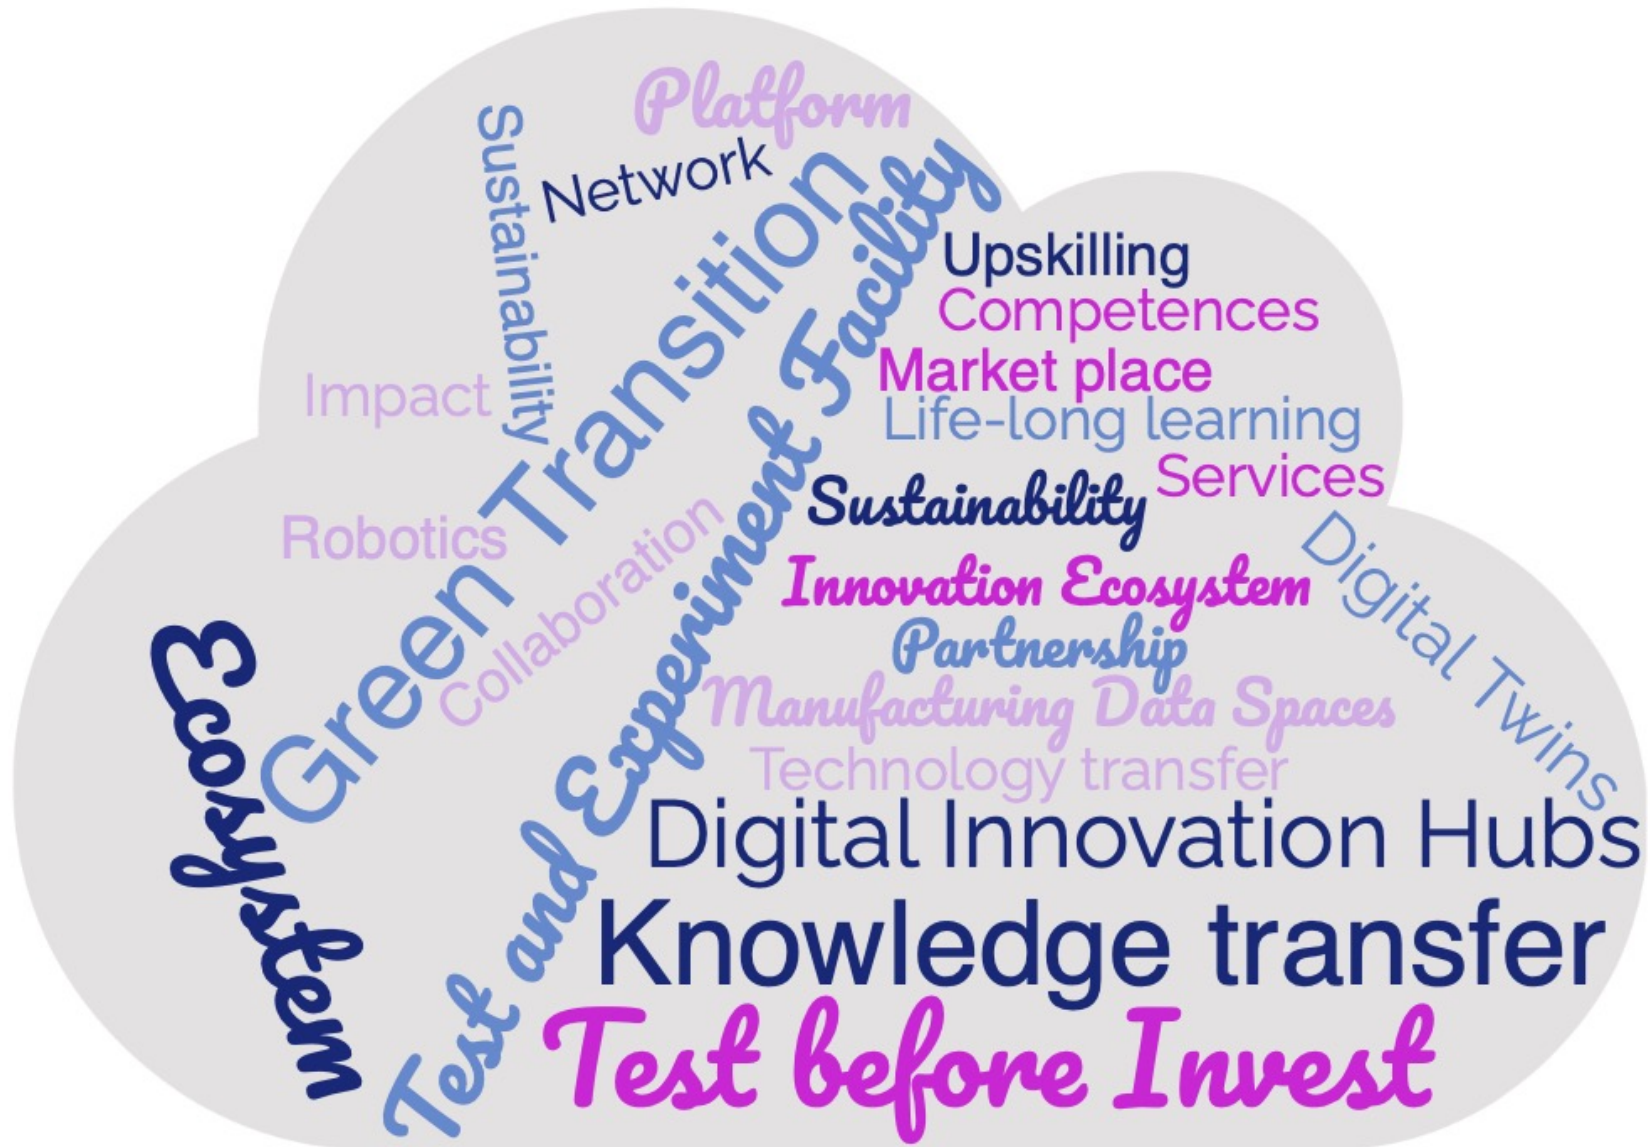 Platform
Sustainability
Network
Green Transition
Test and Experiment Facility
Upskilling
Competences
Market place
Impact
Life-long learning
Services
Sustainability
Robotics
Collaboration
Innovation Ecosystem
Digital Twins
Partnership
Ecosystem
Manufacturing Data Spaces
Technology transfer
Digital Innovation Hubs
Knowledge transfer
Test before Invest